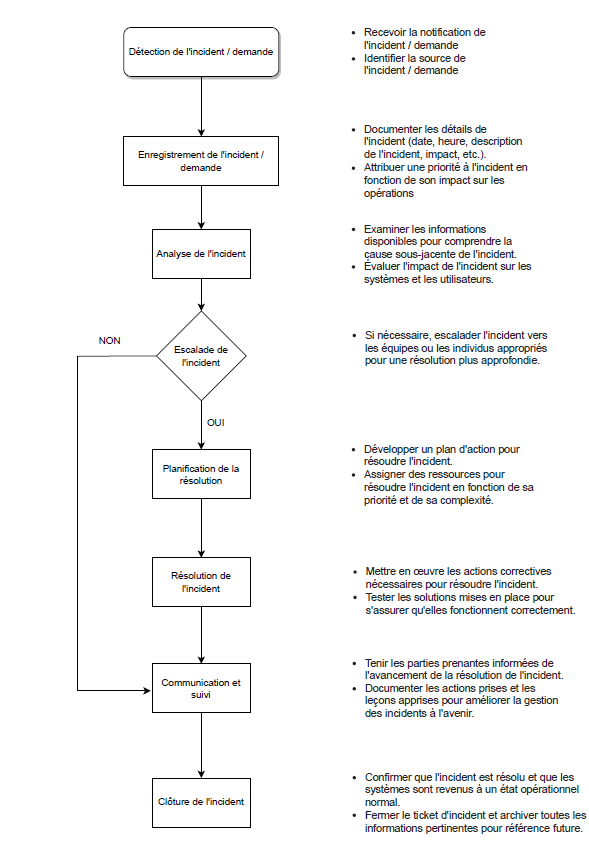 Détection de l'incident / demande
• Recevoir la notification de
l'incident / demande
• Identifier la source de
l'incident / demande
Enregistrement de l'incident /
demande
• Documenter les détails de
l'incident (date, heure, description
de l'incident, impact, etc.).
• Attribuer une priorité à l'incident en
fonction de son impact sur les
opérations
Analyse de l'incident
• Examiner les informations
disponibles pour comprendre la
cause sous-jacente de l'incident.
• Évaluer l'impact de l'incident sur les
systèmes et les utilisateurs.
NON
Escalade de
l'incident
• Si nécessaire, escalader l'incident vers
les équipes ou les individus appropriés
pour une résolution plus approfondie.
OUI
Planification de la
résolution
• Développer un plan d'action pour
résoudre l'incident.
• Assigner des ressources pour
résoudre l'incident en fonction de sa
priorité et de sa complexité.
Résolution de
l'incident
• Mettre en œuvre les actions correctives
nécessaires pour résoudre l'incident.
• Tester les solutions mises en place pour
s'assurer qu'elles fonctionnent correctement.
Communication et
suivi
• Tenir les parties prenantes informées de
l'avancement de la résolution de l'incident.
• Documenter les actions prises et les
leçons apprises pour améliorer la gestion
des incidents à l'avenir.
Clôture de l'incident
• Confirmer que l'incident est résolu et que les
systèmes sont revenus à un état opérationnel
normal.
• Fermer le ticket d'incident et archiver toutes les
informations pertinentes pour référence future.